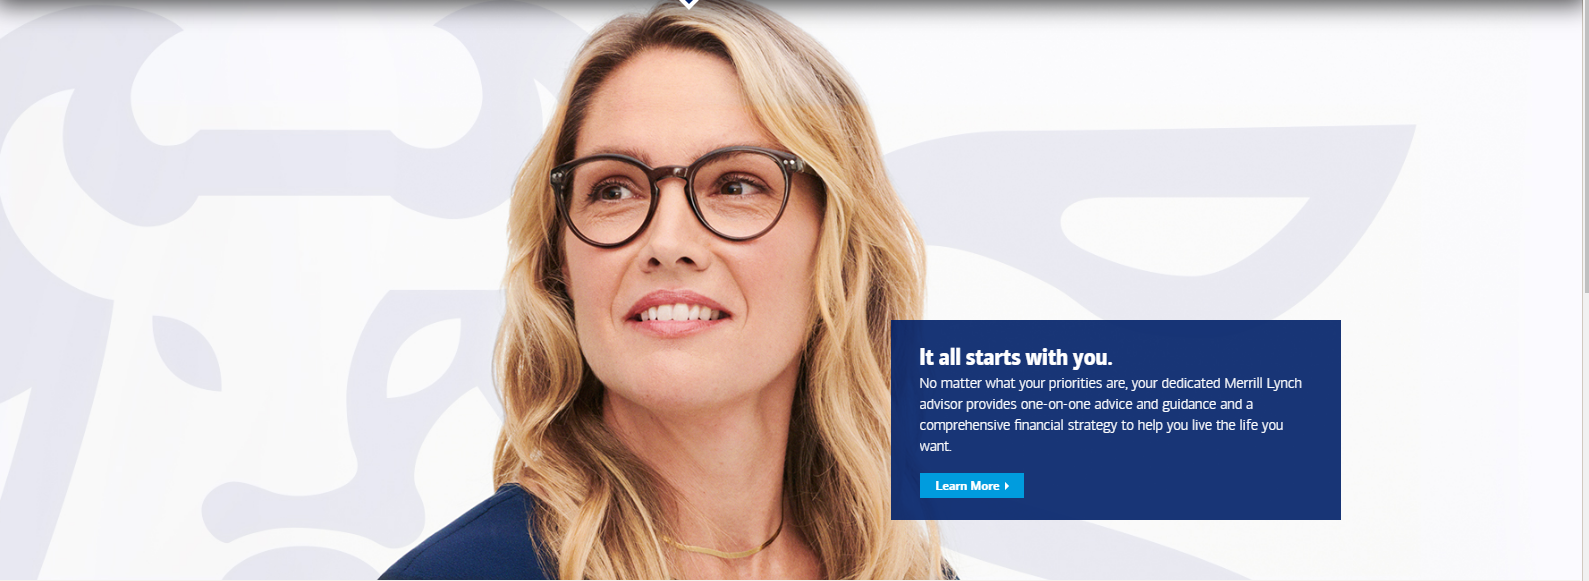 It all starts with you.
No matter what your priorities are, your dedicated Merrill Lynch
advisor provides one-on-one advice and guidance and a
comprehensive financial strategy to help you live the life you
want.
Learn More